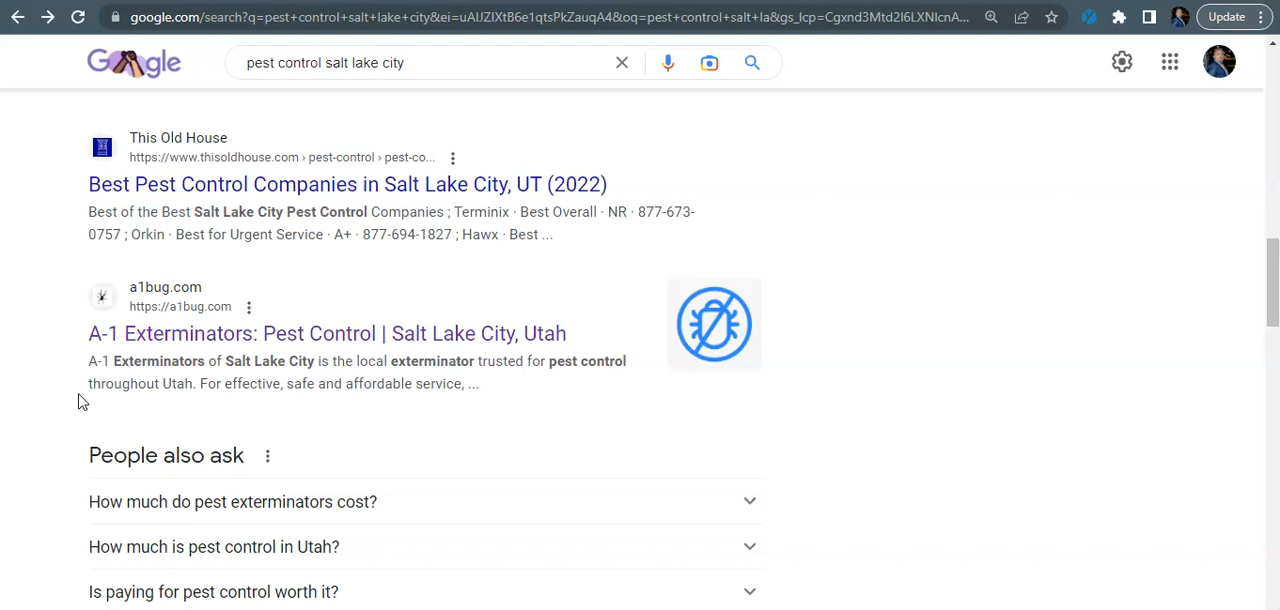 google.com/search?q=pest+control+salt+lake+city&ei=uAIJZIXtB6e1qtsPkZauqA4&oq=pest+control+salt+la&gs_lcp=Cgxnd3Mtd2l6LXNlcnA...
Update
Google
pest control salt lake city
This Old House
https://www.thisoldhouse.com › pest-control › pest-co...
Best Pest Control Companies in Salt Lake City, UT (2022)
Best of the Best Salt Lake City Pest Control Companies ; Terminix · Best Overall · NR · 877-673-
0757 ; Orkin · Best for Urgent Service · A+ · 877-694-1827 ; Hawx · Best ...
a1bug.com
https://a1bug.com
A-1 Exterminators: Pest Control | Salt Lake City, Utah
A-1 Exterminators of Salt Lake City is the local exterminator trusted for pest control
throughout Utah. For effective, safe and affordable service, ...
People also ask
How much do pest exterminators cost?
How much is pest control in Utah?
Is paying for pest control worth it?